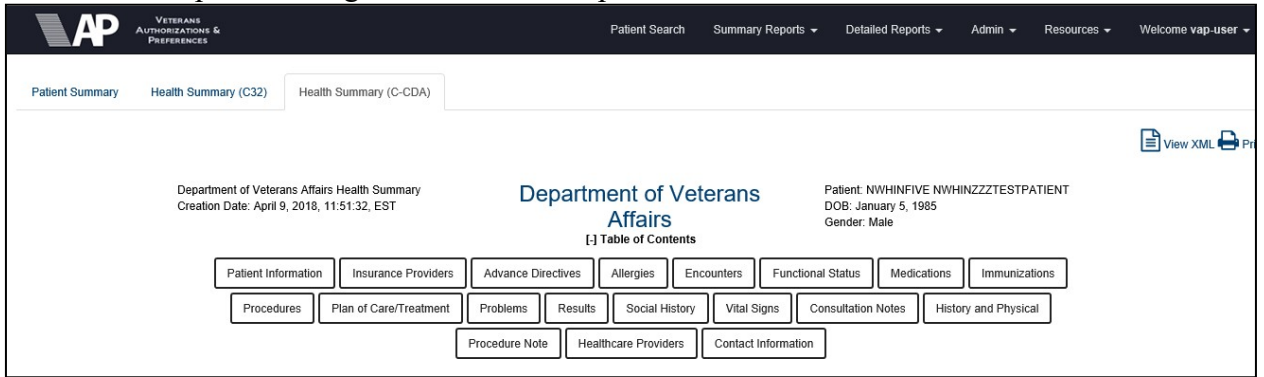 VAP VETERANS AUTHORIZATIONS & PREFERENCES Patient Search Summary Reports Detailed Reports Admin Resources Welcome vap-user
Patient Summary Health Summary (C32) Health Summary (C-CDA)
View XML
Department of Veterans Affairs Health Summary
Creation Date: April 9, 2018, 11:51:32, EST
Department of Veterans
Affairs
[-] Table of Contents
Patient: NWHINFIVE NWHINZZZTESTPATIENT
DOB: January 5, 1985
Gender: Male
Patient Information Insurance Providers Advance Directives Allergies Encounters Functional Status Medications Immunizations
Procedures Plan of Care/Treatment Problems Results Social History Vital Signs Consultation Notes History and Physical
Procedure Note Healthcare Providers Contact Information